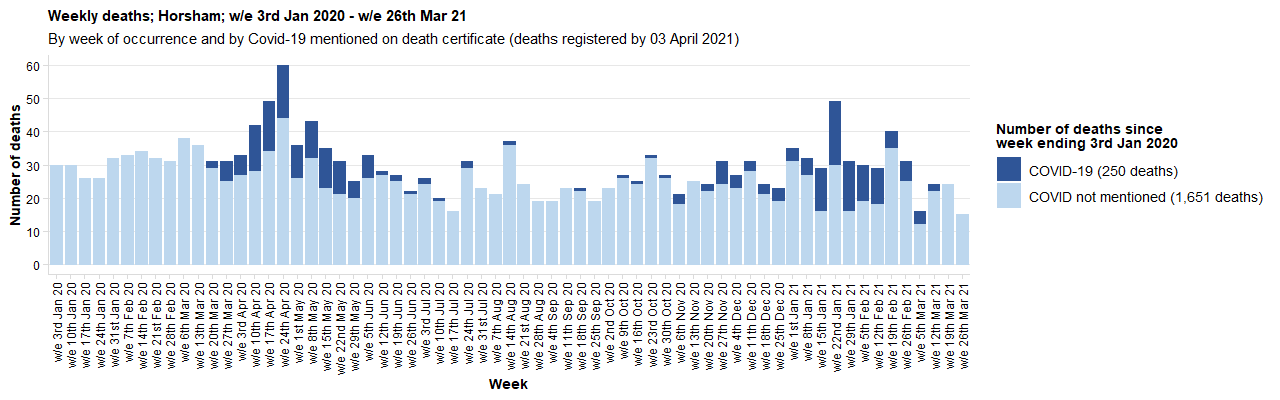 Weekly deaths; Horsham; w/e 3rd Jan 2020 - w/e 26th Mar 21
By week of occurrence and by Covid-19 mentioned on death certificate (deaths registered by 03 April 2021)
Number of deaths
60
50
40
30
20
10
0
w/e 3rd Jan 20
w/e 10th Jan 20
w/e 17th Jan 20
w/e 24th Jan 20
w/e 31st Jan 20
w/e 7th Feb 20
w/e 14th Feb 20
w/e 21st Feb 20
w/e 28th Feb 20
w/e 6th Mar 20
w/e 13th Mar 20
w/e 20th Mar 20
w/e 27th Mar 20
w/e 3rd Apr 20
w/e 10th Apr 20
w/e 17th Apr 20
w/e 24th Apr 20
w/e 1st May 20
w/e 8th May 20
w/e 15th May 20
w/e 22nd May 20
w/e 29th May 20
w/e 5th Jun 20
w/e 12th Jun 20
w/e 19th Jun 20
w/e 26th Jun 20
w/e 3rd Jul 20
w/e 10th Jul 20
w/e 17th Jul 20
w/e 24th Jul 20
w/e 31st Jul 20
w/e 7th Aug 20
w/e 14th Aug 20
w/e 21st Aug 20
w/e 28th Aug 20
w/e 4th Sep 20
w/e 11th Sep 20
w/e 18th Sep 20
w/e 25th Sep 20
w/e 2nd Oct 20
w/e 9th Oct 20
w/e 16th Oct 20
w/e 23rd Oct 20
w/e 30th Oct 20
w/e 6th Nov 20
w/e 13th Nov 20
w/e 20th Nov 20
w/e 27th Nov 20
w/e 4th Dec 20
w/e 11th Dec 20
w/e 18th Dec 20
w/e 25th Dec 20
w/e 1st Jan 21
w/e 8th Jan 21
w/e 15th Jan 21
w/e 22nd Jan 21
w/e 29th Jan 21
w/e 5th Feb 21
w/e 12th Feb 21
w/e 19th Feb 21
w/e 26th Feb 21
w/e 5th Mar 21
w/e 12th Mar 21
w/e 19th Mar 21
w/e 26th Mar 21
Week
Number of deaths since
week ending 3rd Jan 2020
COVID-19 (250 deaths)
COVID not mentioned (1,651 deaths)